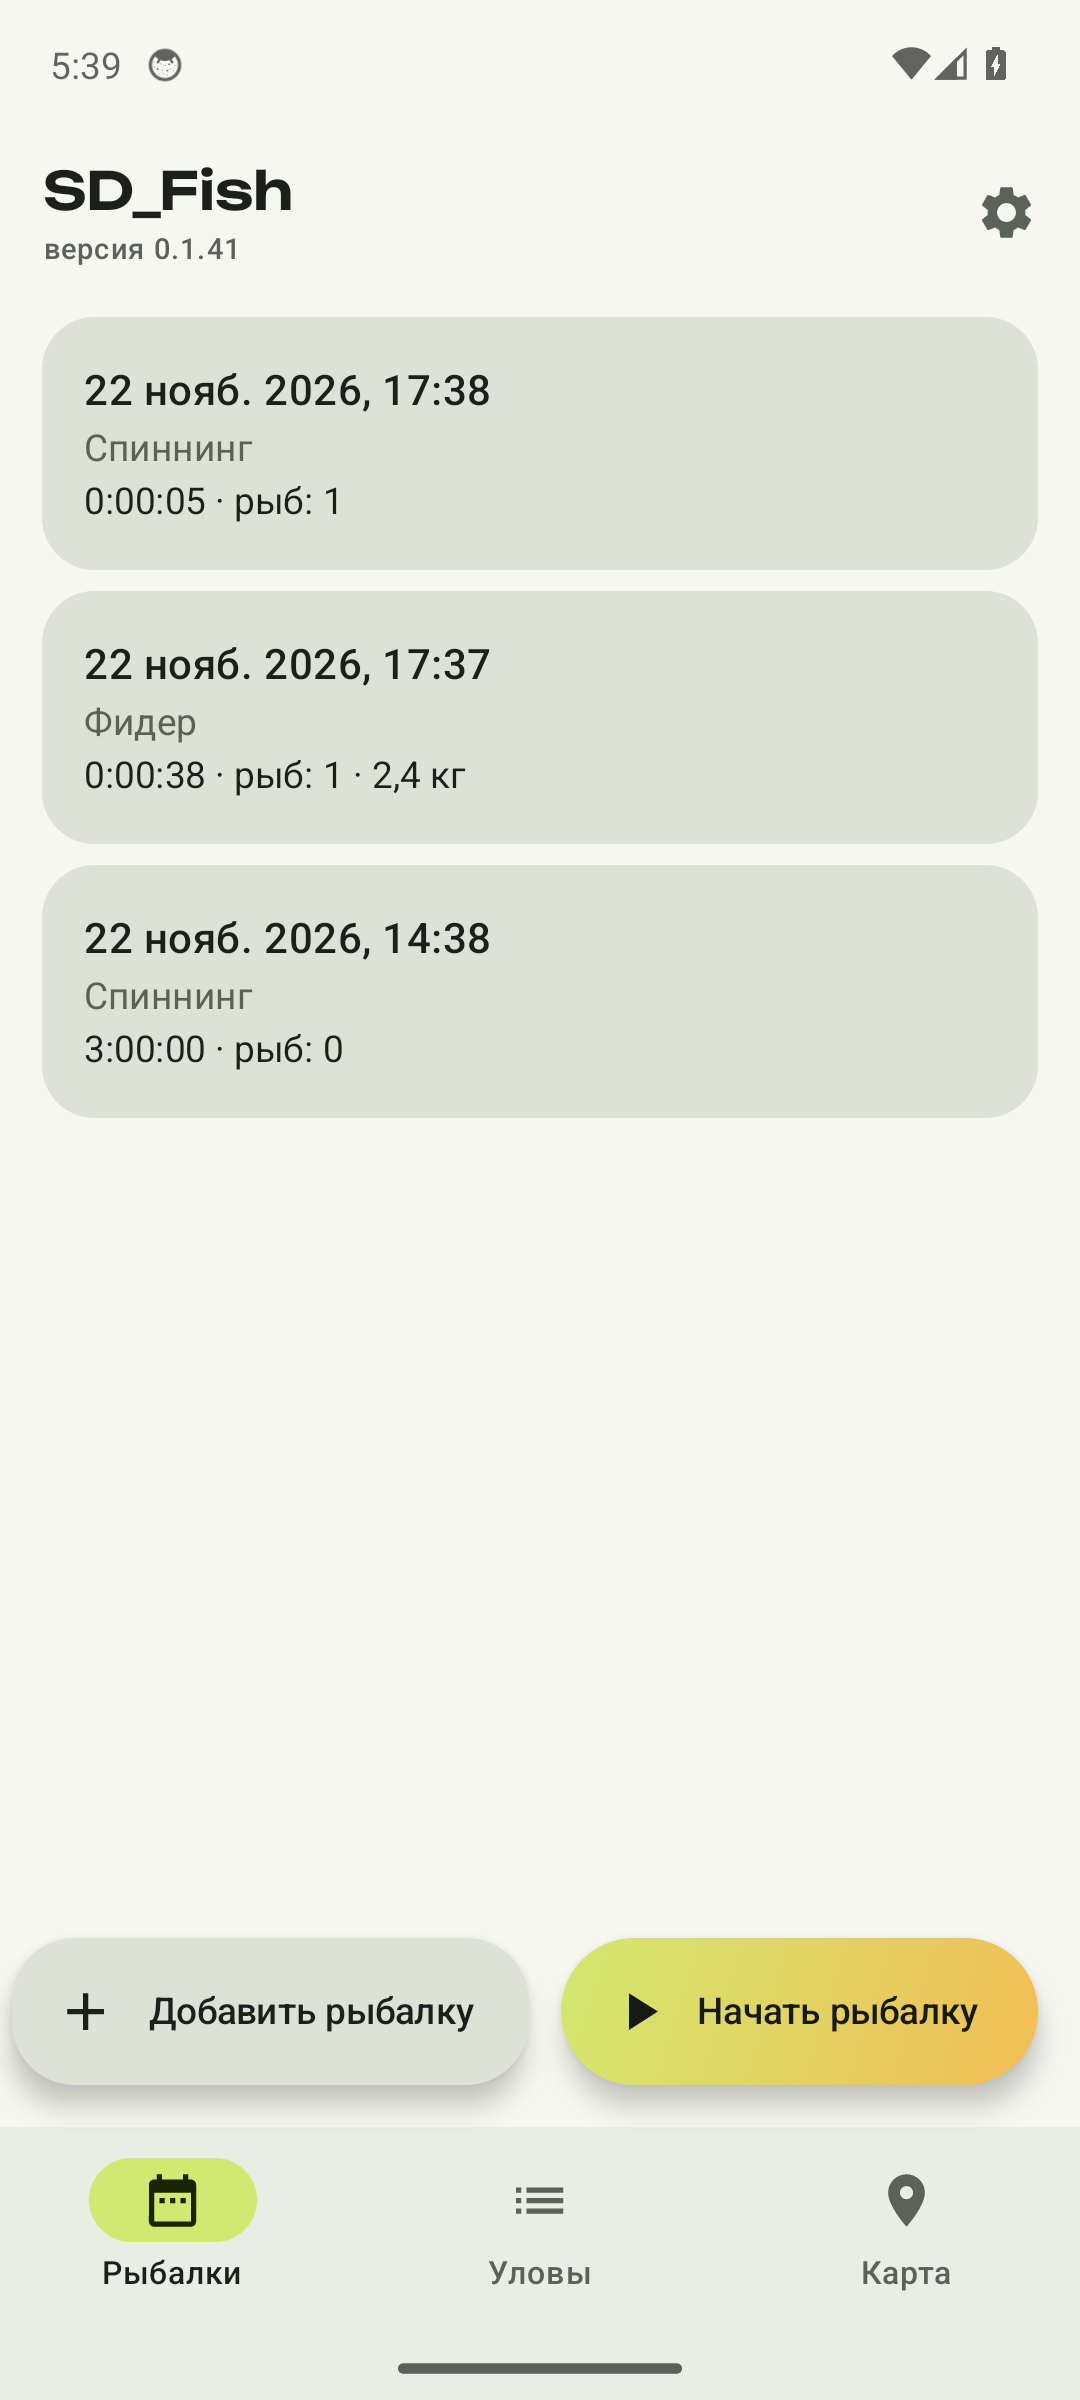 5:39
SD_Fish
версия 0.1.41
22 нояб. 2026, 17:38
Спиннинг
0:00:05 · рыб: 1
22 нояб. 2026, 17:37
Фидер
0:00:38 · рыб: 1 · 2,4 кг
22 нояб. 2026, 14:38
Спиннинг
3:00:00 · рыб: 0
Добавить рыбалку
Начать рыбалку
Рыбалки
Уловы
Карта